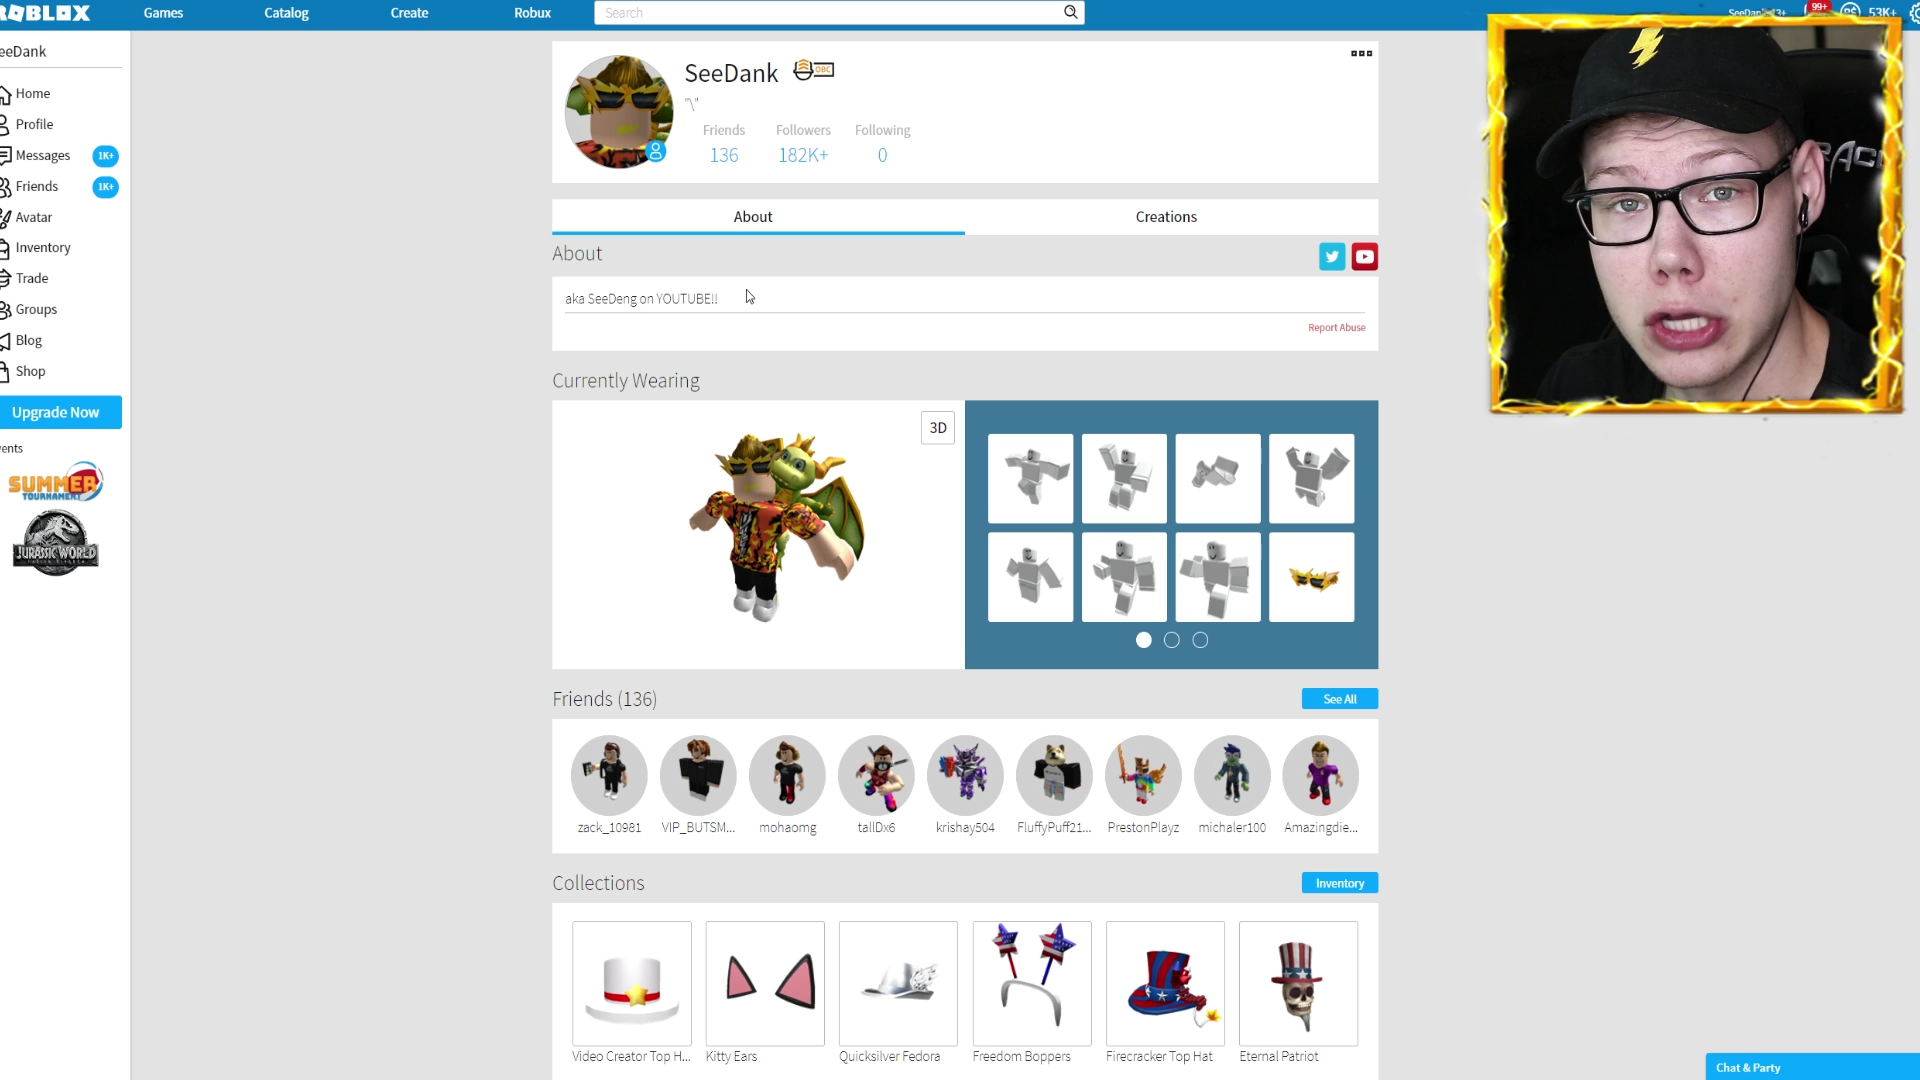 ROBLOX Games Catalog Create Robux Search 99+ 53K+
eeDank
Home
Profile
Messages 1K+
Friends 1K+
Avatar
Inventory
Trade
Groups
Blog
Shop
Upgrade Now
ents
SUMMER
TOURNAMENT
JURASSIC WORLD
SeeDank OBC
"\"
Friends Followers Following
136 182K+ 0
About Creations
About
aka SeeDeng on YOUTUBE!!
Report Abuse
Currently Wearing
3D
Friends (136) See All
zack_10981 VIP_BUTSM... mohaomg tallDx6 krishay504 FluffyPuff21... PrestonPlayz michaler100 Amazingdie...
Collections Inventory
Video Creator Top H... Kitty Ears Quicksilver Fedora Freedom Boppers Firecracker Top Hat Eternal Patriot
Chat & Party